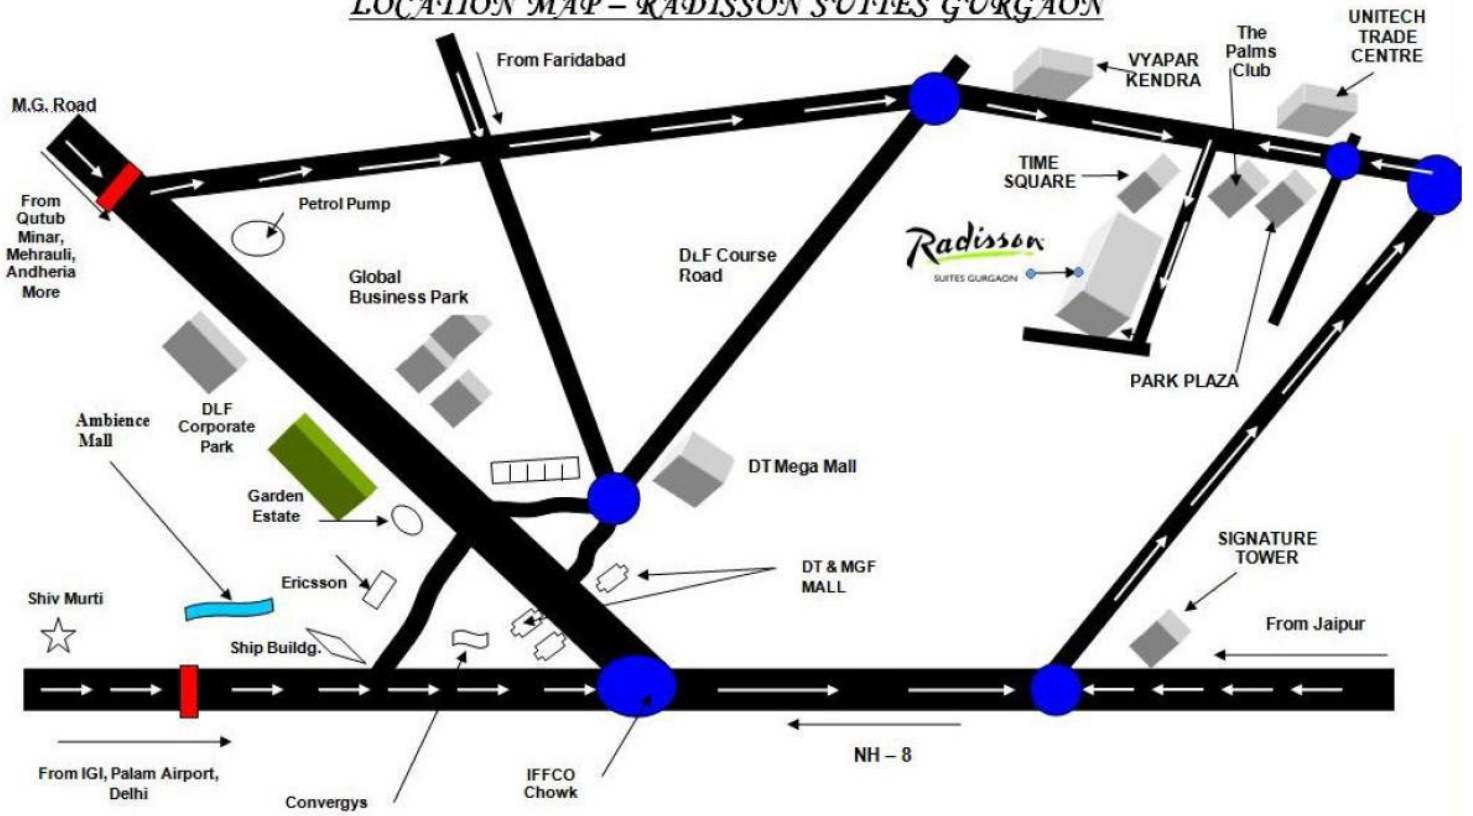 LOCATION MAP – RADISSON SUITES GURGAON
UNITECH
TRADE
CENTRE
The
Palms
Club
From Faridabad
VYAPAR
KENDRA
M.G. Road
TIME
SQUARE
From
Qutub
Minar,
Mehrauli,
Andheria
More
Petrol Pump
Radisson
SUITES GURGAON
DLF Course
Road
Global
Business Park
PARK PLAZA
DLF
Corporate
Park
Ambience
Mall
DT Mega Mall
Garden
Estate
SIGNATURE
TOWER
DT & MGF
MALL
Ericsson
Shiv Murti
From Jaipur
Ship Buildg.
NH – 8
From IGI, Palam Airport,
Delhi
IFFCO
Chowk
Convergys